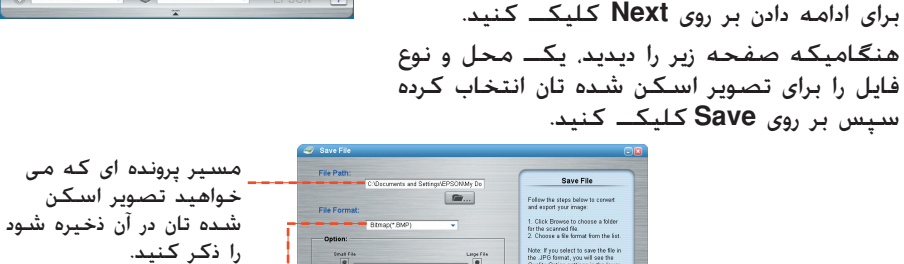 برای ادامه دادن بر روی Next کلیک کنید.
هنگامیکه صفحه زیر را دیدید، یک محل و نوع
فایل را برای تصویر اسکن شده تان انتخاب کرده
سپس بر روی Save کلیک کنید.
مسیر پرونده ای که می
خواهید تصویر اسکن
شده تان در آن ذخیره شود
را ذکر کنید.
Save File
File Path:
C:\Documents and Settings\EPSON\My Do
File Format:
Bitmap(*.BMP)
Option:
Small File
Large File
Save File
Follow the steps below to convert
and export your image:
1. Click Browse to choose a folder
for the scanned file.
2. Choose a file format from the list.
Note: If you select to save the file in
the .JPG format, you will see the